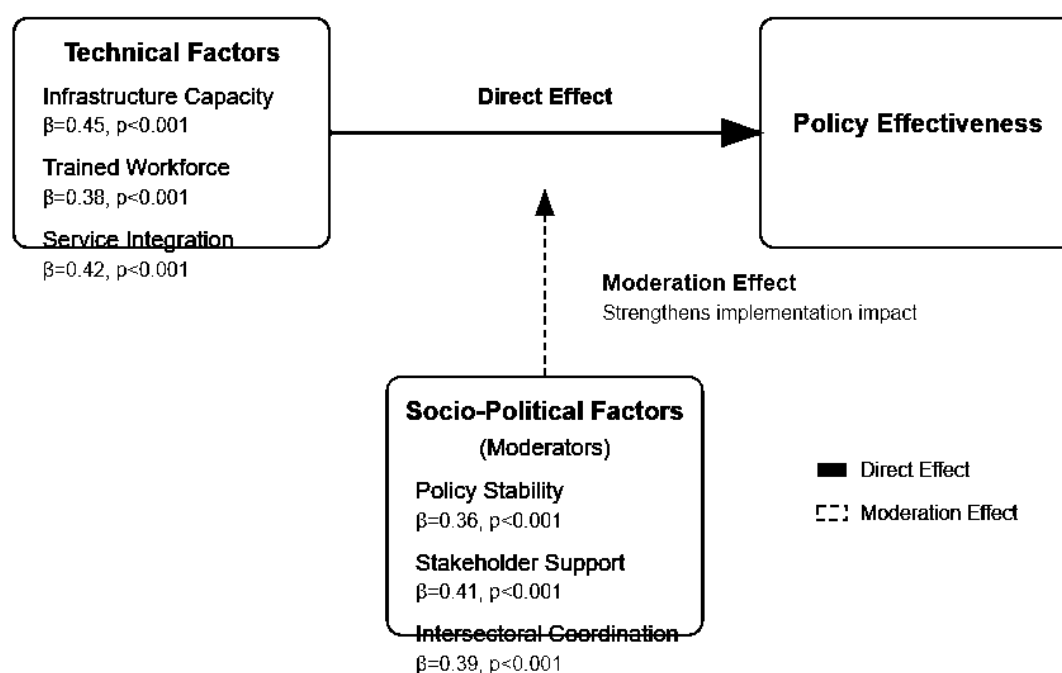 Technical Factors
Infrastructure Capacity
β=0.45, p<0.001
Trained Workforce
β=0.38, p<0.001
Service Integration
β=0.42, p<0.001
Direct Effect
Policy Effectiveness
Moderation Effect
Strengthens implementation impact
Socio-Political Factors
(Moderators)
Policy Stability
β=0.36, p<0.001
Stakeholder Support
β=0.41, p<0.001
Intersectoral Coordination
β=0.39, p<0.001
Direct Effect
Moderation Effect